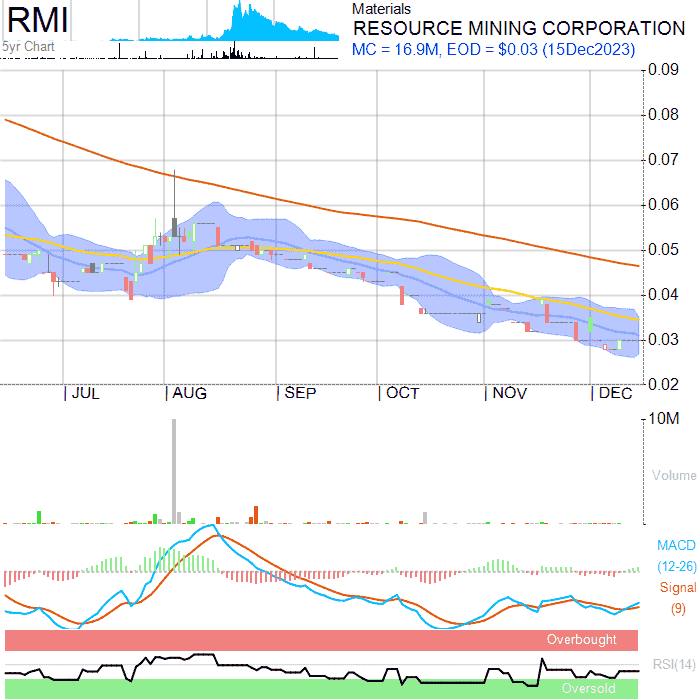 RMI
5yr Chart
Materials
RESOURCE MINING CORPORATION
MC = 16.9M, EOD = $0.03 (15Dec2023)
0.09
0.08
0.07
0.06
0.05
0.04
0.03
0.02
JUL AUG SEP OCT NOV DEC
10M
Volume
MACD
(12-26)
Signal
(9)
Overbought
RSI(14)
Oversold